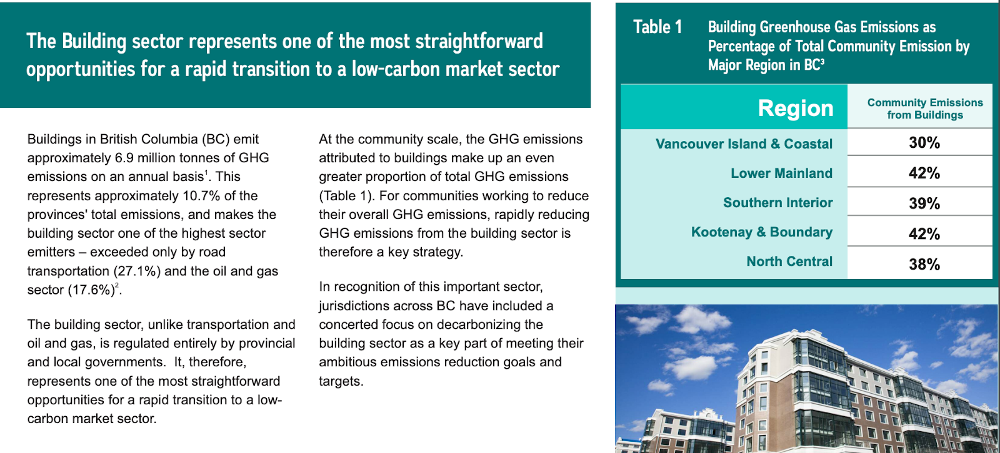 The Building sector represents one of the most straightforward
opportunities for a rapid transition to a low-carbon market sector
Buildings in British Columbia (BC) emit
approximately 6.9 million tonnes of GHG
emissions on an annual basis¹. This
represents approximately 10.7% of the
provinces' total emissions, and makes the
building sector one of the highest sector
emitters – exceeded only by road
transportation (27.1%) and the oil and gas
sector (17.6%)².
The building sector, unlike transportation and
oil and gas, is regulated entirely by provincial
and local governments.  It, therefore,
represents one of the most straightforward
opportunities for a rapid transition to a low-
carbon market sector.
At the community scale, the GHG emissions
attributed to buildings make up an even
greater proportion of total GHG emissions
(Table 1). For communities working to reduce
their overall GHG emissions, rapidly reducing
GHG emissions from the building sector is
therefore a key strategy.
In recognition of this important sector,
jurisdictions across BC have included a
concerted focus on decarbonizing the
building sector as a key part of meeting their
ambitious emissions reduction goals and
targets.
Table 1
Building Greenhouse Gas Emissions as
Percentage of Total Community Emission by
Major Region in BC³
Region
Community Emissions
from Buildings
Vancouver Island & Coastal 30%
Lower Mainland 42%
Southern Interior 39%
Kootenay & Boundary 42%
North Central 38%